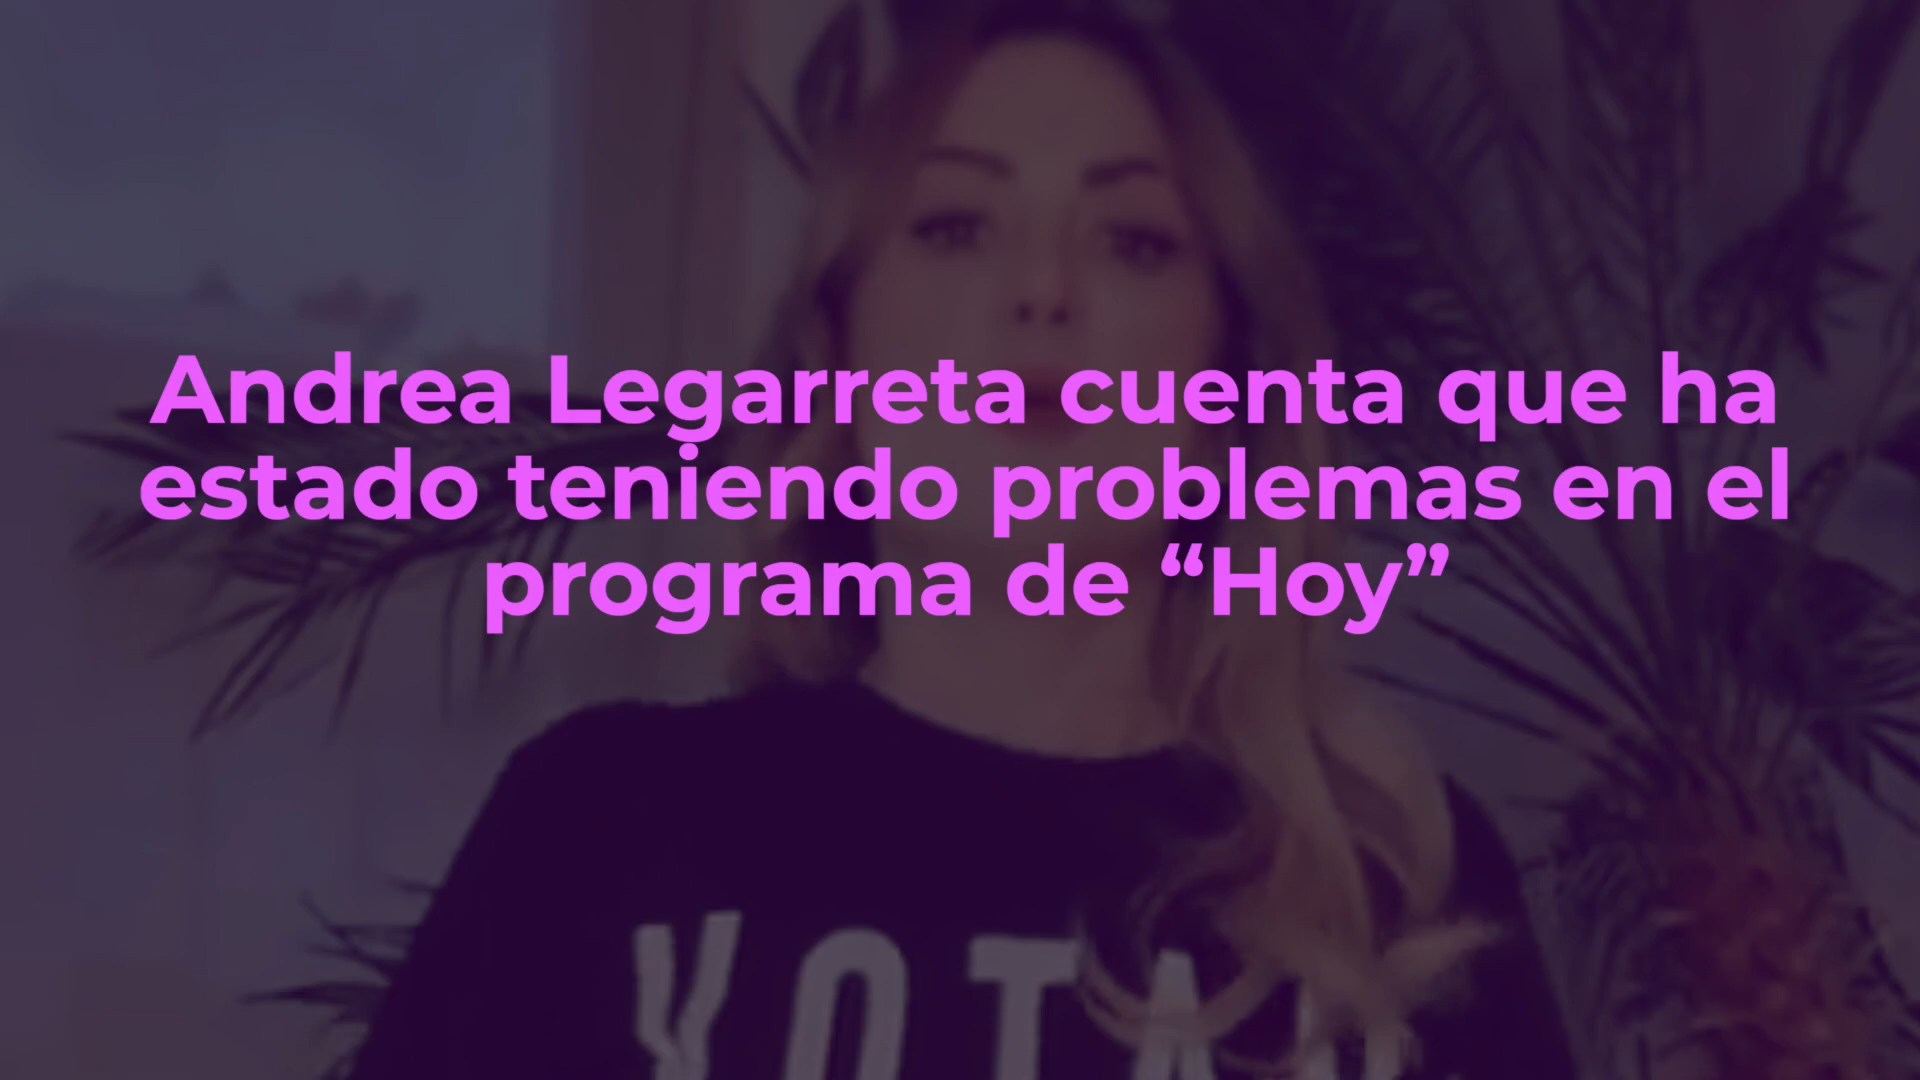 Andrea Legarreta cuenta que ha
estado teniendo problemas en el
programa de “Hoy”